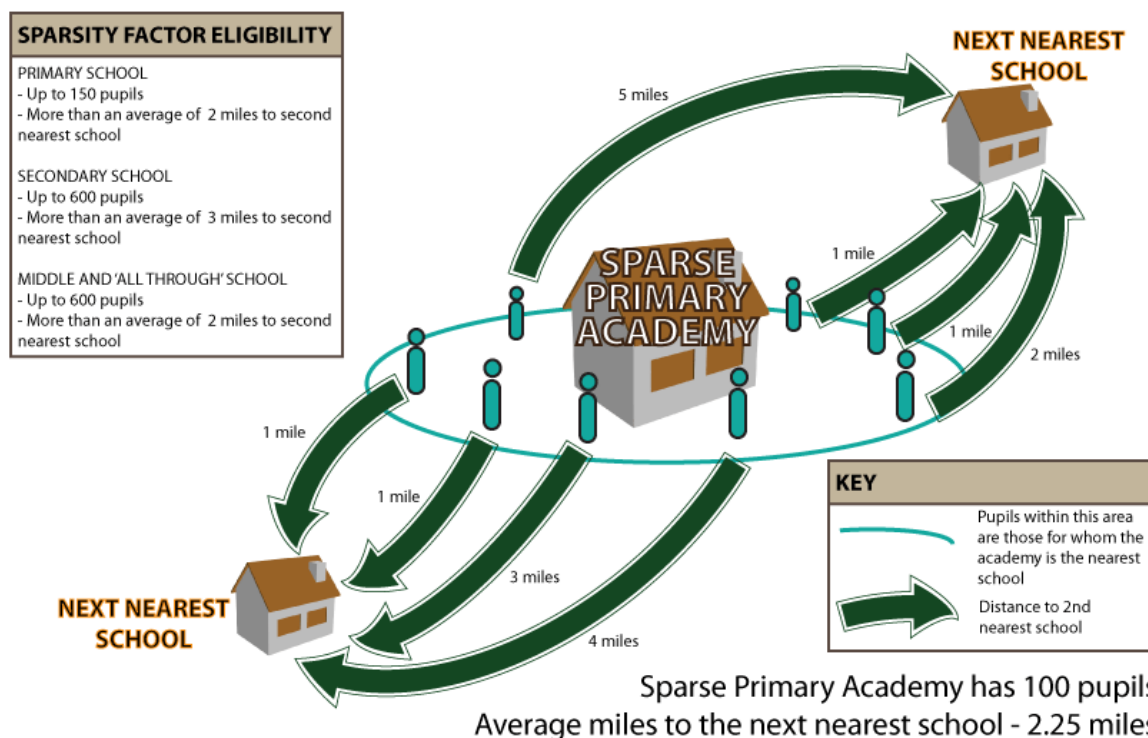 SPARSITY FACTOR ELIGIBILITY
PRIMARY SCHOOL
- Up to 150 pupils
- More than an average of 2 miles to second
nearest school
SECONDARY SCHOOL
- Up to 600 pupils
- More than an average of 3 miles to second
nearest school
MIDDLE AND 'ALL THROUGH' SCHOOL
- Up to 600 pupils
- More than an average of 2 miles to second
nearest school
NEXT NEAREST
SCHOOL
5 miles
1 mile
1 mile
2 miles
SPARSE
PRIMARY
ACADEMY
1 mile
1 mile
3 miles
4 miles
NEXT NEAREST
SCHOOL
KEY
Pupils within this area
are those for whom the
academy is the nearest
school
Distance to 2nd
nearest school
Sparse Primary Academy has 100 pupils
Average miles to the next nearest school - 2.25 miles